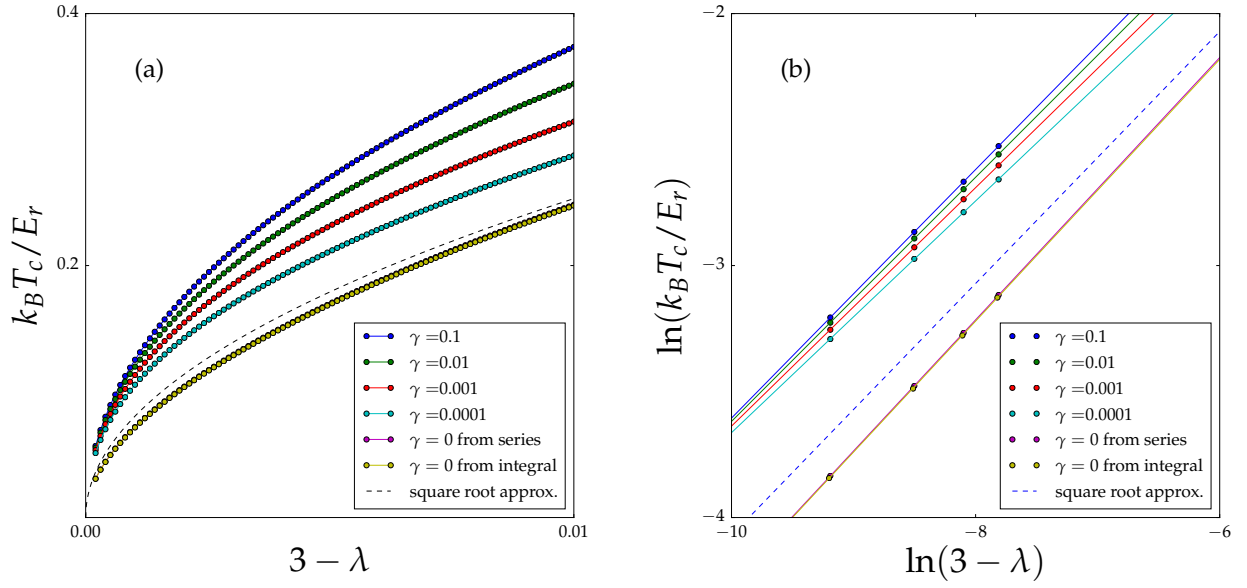 (a)
0.4
0.2
0.00
0.01
k_B T_c / E_r
3 − λ
γ = 0.1
γ = 0.01
γ = 0.001
γ = 0.0001
γ = 0 from series
γ = 0 from integral
square root approx.
(b)
−2
−3
−4
−10
−8
−6
ln(k_B T_c / E_r)
ln(3 − λ)
γ = 0.1
γ = 0.01
γ = 0.001
γ = 0.0001
γ = 0 from series
γ = 0 from integral
square root approx.